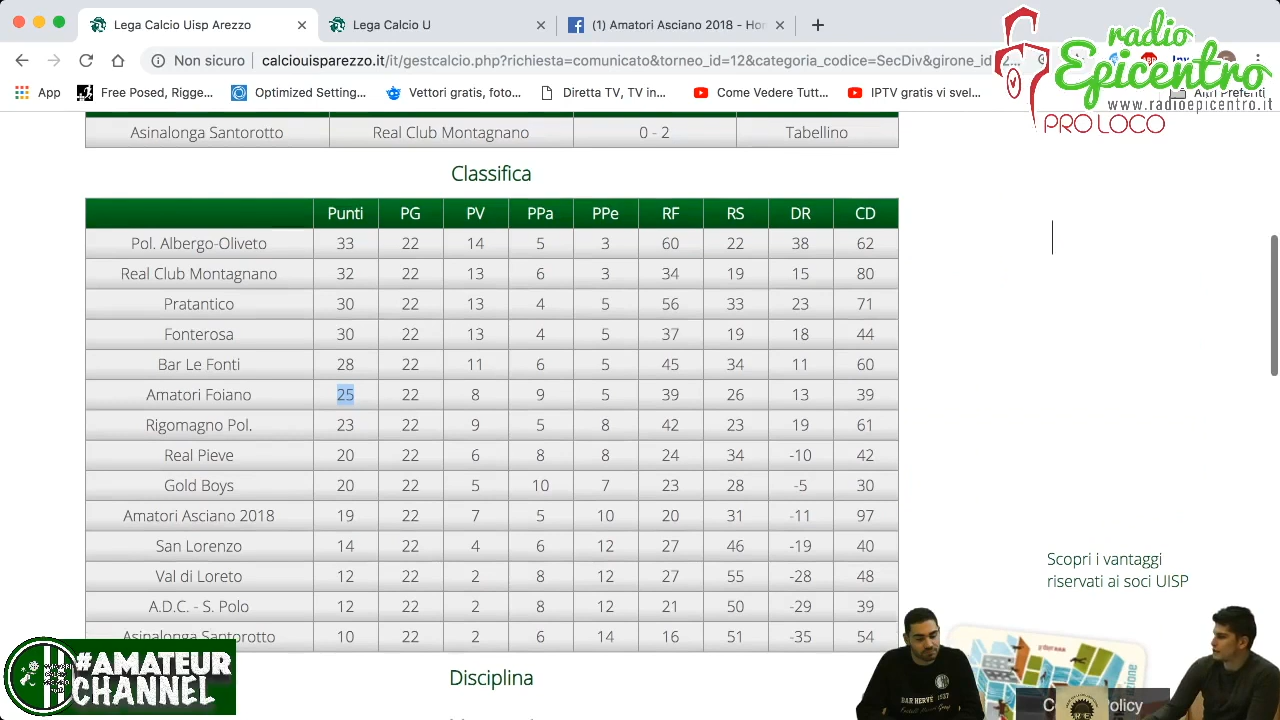 Lega Calcio Uisp Arezzo
Lega Calcio U
(1) Amatori Asciano 2018 - Hor
Non sicuro
calciouisparezzo.it/it/gestcalcio.php?richiesta=comunicato&torneo_id=12&categoria_codice=SecDiv&girone_id
App
Free Posed, Rigge...
Optimized Setting...
Vettori gratis, foto...
Diretta TV, TV in...
Come Vedere Tutt...
IPTV gratis vi svel...
Altri Preferiti
radio
Epicentro
www.radioepicentro.it
PRO LOCO
Asinalonga Santorotto Real Club Montagnano 0 - 2 Tabellino
Classifica
Punti PG PV PPa PPe RF RS DR CD
Pol. Albergo-Oliveto 33 22 14 5 3 60 22 38 62
Real Club Montagnano 32 22 13 6 3 34 19 15 80
Pratantico 30 22 13 4 5 56 33 23 71
Fonterosa 30 22 13 4 5 37 19 18 44
Bar Le Fonti 28 22 11 6 5 45 34 11 60
Amatori Foiano 25 22 8 9 5 39 26 13 39
Rigomagno Pol. 23 22 9 5 8 42 23 19 61
Real Pieve 20 22 6 8 8 24 34 -10 42
Gold Boys 20 22 5 10 7 23 28 -5 30
Amatori Asciano 2018 19 22 7 5 10 20 31 -11 97
San Lorenzo 14 22 4 6 12 27 46 -19 40
Val di Loreto 12 22 2 8 12 27 55 -28 48
A.D.C. - S. Polo 12 22 2 8 12 21 50 -29 39
Asinalonga Santorotto 10 22 2 6 14 16 51 -35 54
Disciplina
Scopri i vantaggi
riservati ai soci UISP
#AMATEUR
CHANNEL
BAR HERVÉ 1937
Policy